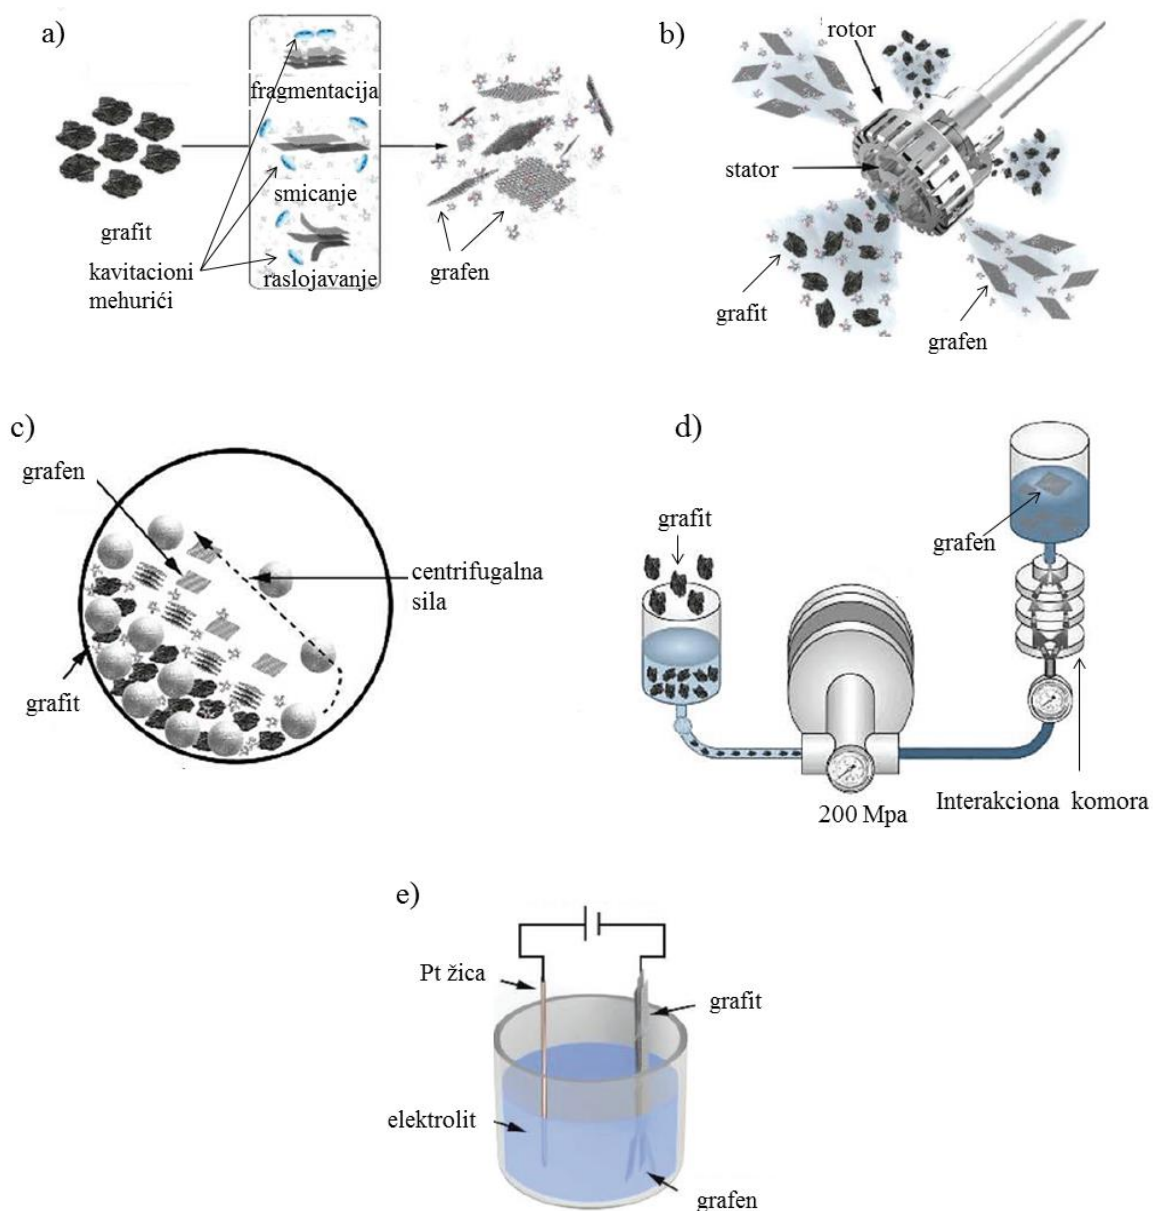 a)
fragmentacija
smicanje
raslojavanje
grafit
kavitacioni
mehurići
grafen
b)
rotor
stator
grafit
grafen
c)
grafen
centrifugalna
sila
grafit
d)
grafit
grafen
200 Mpa
Interakciona komora
e)
Pt žica
grafit
elektrolit
grafen